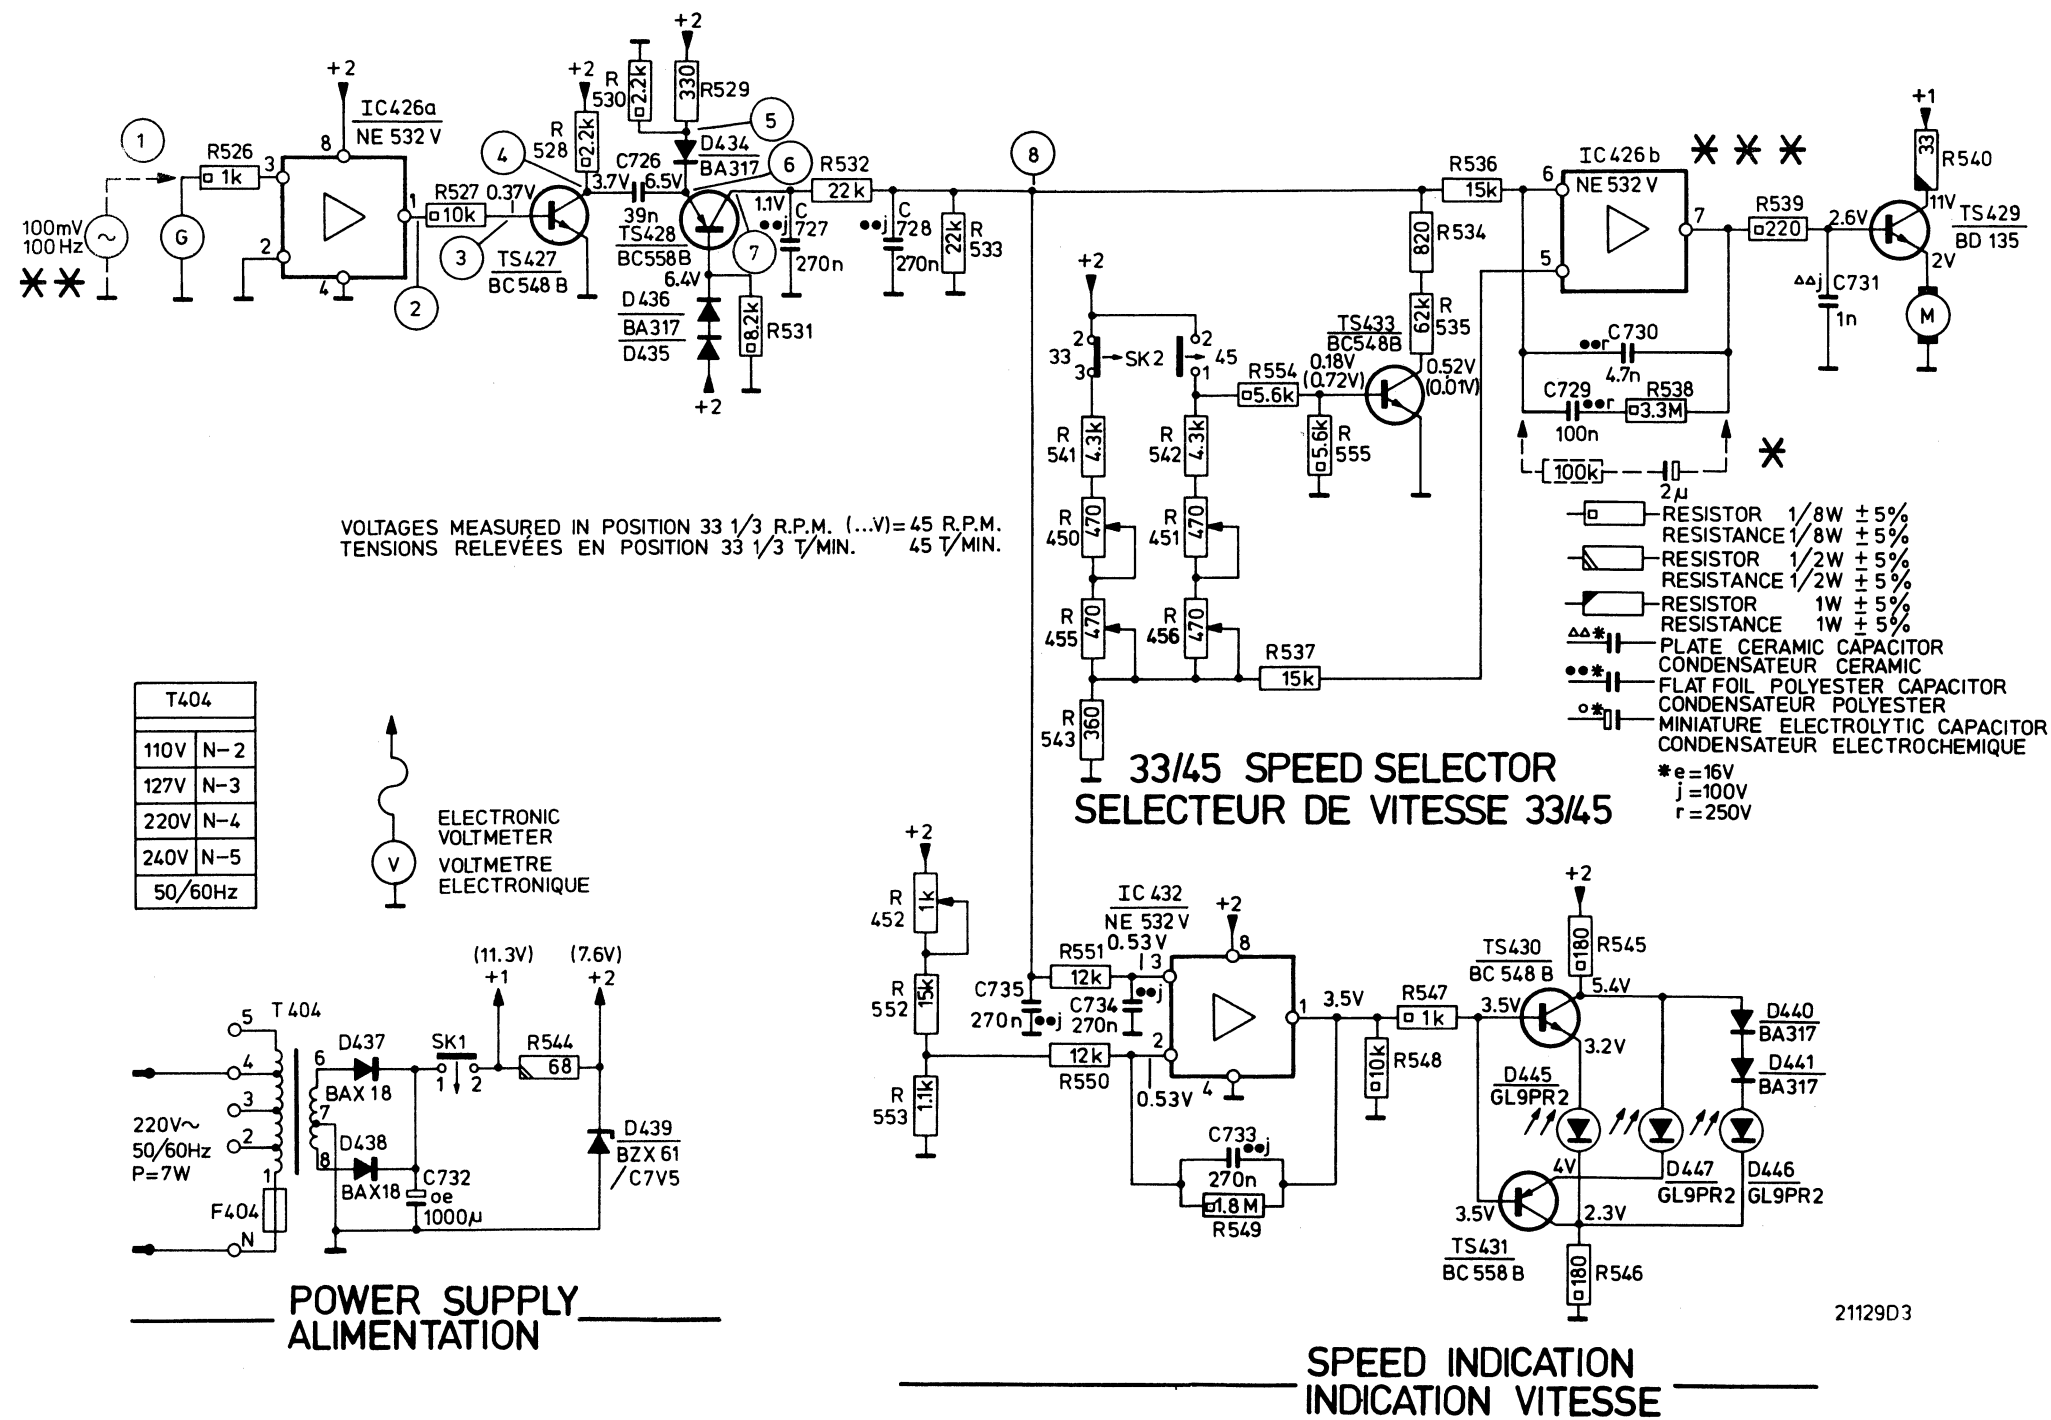 +2
+2
+2
+2
+1
1
R526
1k
3
8
IC426a
NE 532 V
1
2
4
100mV
100Hz
~
G
R527
10k
0.37V
3
2
4
R
528
2.2k
3.7V
TS427
BC548B
R
530
2.2k
330
R529
5
D434
BA317
6
C726
6.5V
39n
TS428
BC558B
6.4V
D436
BA317
D435
+2
8.2k
R531
7
1.1V
R532
22k
C
727
●●j
270n
C
728
●●j
270n
22k
R
533
8
R536
15k
820
R534
62k
R
535
6
IC426b
NE 532 V
7
5
R539
220
2.6V
△△j
C731
1n
33
R540
11V
TS429
BD 135
2V
M
+2
2
33
3
SK2
2
45
1
R554
5.6k
TS433
BC548B
0.18V
(0.72V)
0.52V
(0.01V)
5.6k
R
555
R
541
4.3k
R
542
4.3k
R
450
470
R
451
470
R
455
470
R
456
470
R537
15k
R
543
360
C730
●●r
4.7n
C729
●●r
100n
R538
3.3M
100k
2µ
VOLTAGES MEASURED IN POSITION 33 1/3 R.P.M. (...V)= 45 R.P.M.
TENSIONS RELEVÉES EN POSITION 33 1/3 T/MIN. 45 T/MIN.
RESISTOR 1/8W ± 5%
RESISTANCE 1/8W ± 5%
RESISTOR 1/2W ± 5%
RESISTANCE 1/2W ± 5%
RESISTOR 1W ± 5%
RESISTANCE 1W ± 5%
△△* PLATE CERAMIC CAPACITOR
CONDENSATEUR CERAMIC
●●* FLAT FOIL POLYESTER CAPACITOR
CONDENSATEUR POLYESTER
o* MINIATURE ELECTROLYTIC CAPACITOR
CONDENSATEUR ELECTROCHEMIQUE
* e=16V
j=100V
r=250V
33/45 SPEED SELECTOR
SELECTEUR DE VITESSE 33/45
T404
110V N-2
127V N-3
220V N-4
240V N-5
50/60Hz
V
ELECTRONIC
VOLTMETER
VOLTMETRE
ELECTRONIQUE
(11.3V)
+1
(7.6V)
+2
T404
5
4
3
2
1
N
220V~
50/60Hz
P=7W
F404
6
7
8
D437
BAX 18
D438
BAX18
SK1
1 2
R544
68
C732
oe
1000µ
D439
BZX 61
/C7V5
POWER SUPPLY
ALIMENTATION
+2
R
452
1k
R
552
15k
R
553
1.1k
R551
12k
C735
270n
●●j
C734
270n
●●j
R550
12k
IC 432
NE 532 V
0.53V
3
2
0.53V
+2
8
4
1
3.5V
C733
●●j
270n
1.8M
R549
R547
1k
10k
R548
TS430
BC 548 B
3.5V
+2
180
R545
5.4V
3.2V
D445
GL9PR2
D440
BA317
D441
BA317
4V
D447
GL9PR2
D446
GL9PR2
3.5V
2.3V
TS431
BC 558 B
180
R546
21129D3
SPEED INDICATION
INDICATION VITESSE